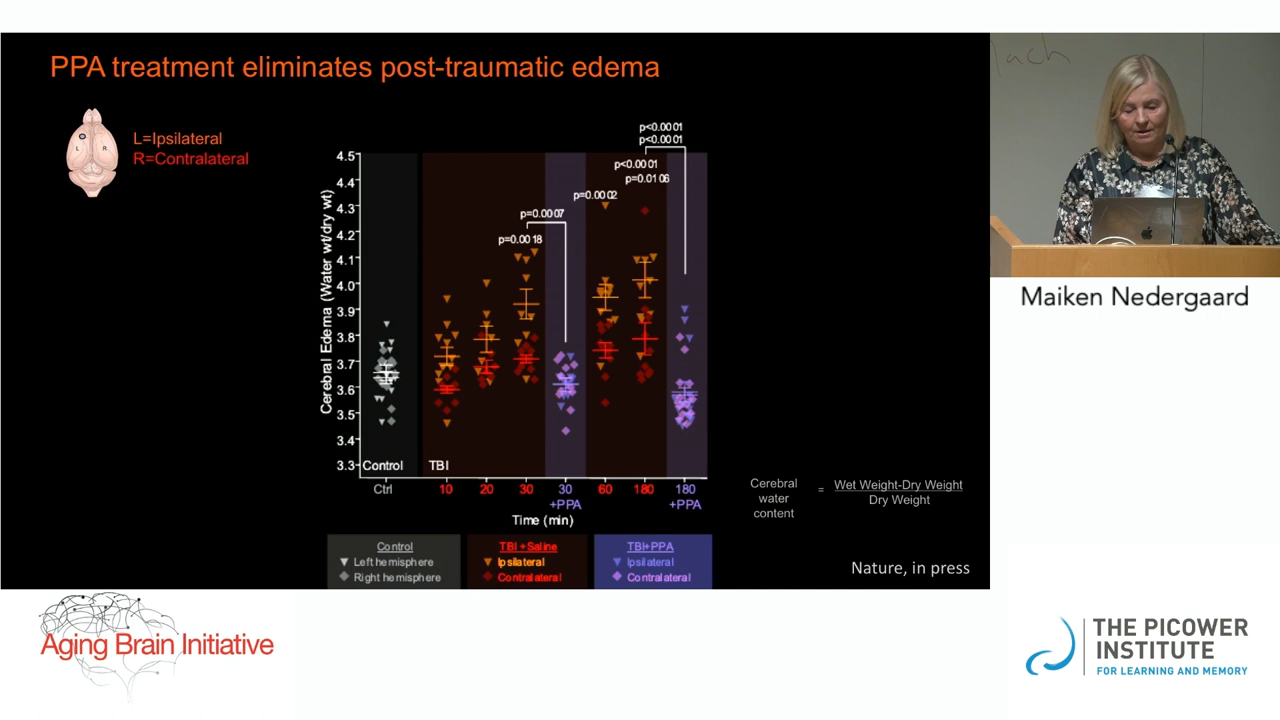 PPA treatment eliminates post-traumatic edema
L=Ipsilateral
R=Contralateral
L R
p<0.0001
p<0.0001
p<0.0001
p=0.0106
p=0.0002
p=0.0007
p=0.0018
Cerebral Edema (Water wt/dry wt)
4.5
4.4
4.3
4.2
4.1
4.0
3.9
3.8
3.7
3.6
3.5
3.4
3.3
Control TBI
Ctrl 10 20 30 30 60 180 180
+PPA +PPA
Time (min)
Control
Left hemisphere
Right hemisphere
TBI+Saline
Ipsilateral
Contralateral
TBI+PPA
Ipsilateral
Contralateral
Cerebral
water
content
=
Wet Weight-Dry Weight
Dry Weight
Nature, in press
Maiken Nedergaard
Aging Brain Initiative
THE PICOWER
INSTITUTE
FOR LEARNING AND MEMORY